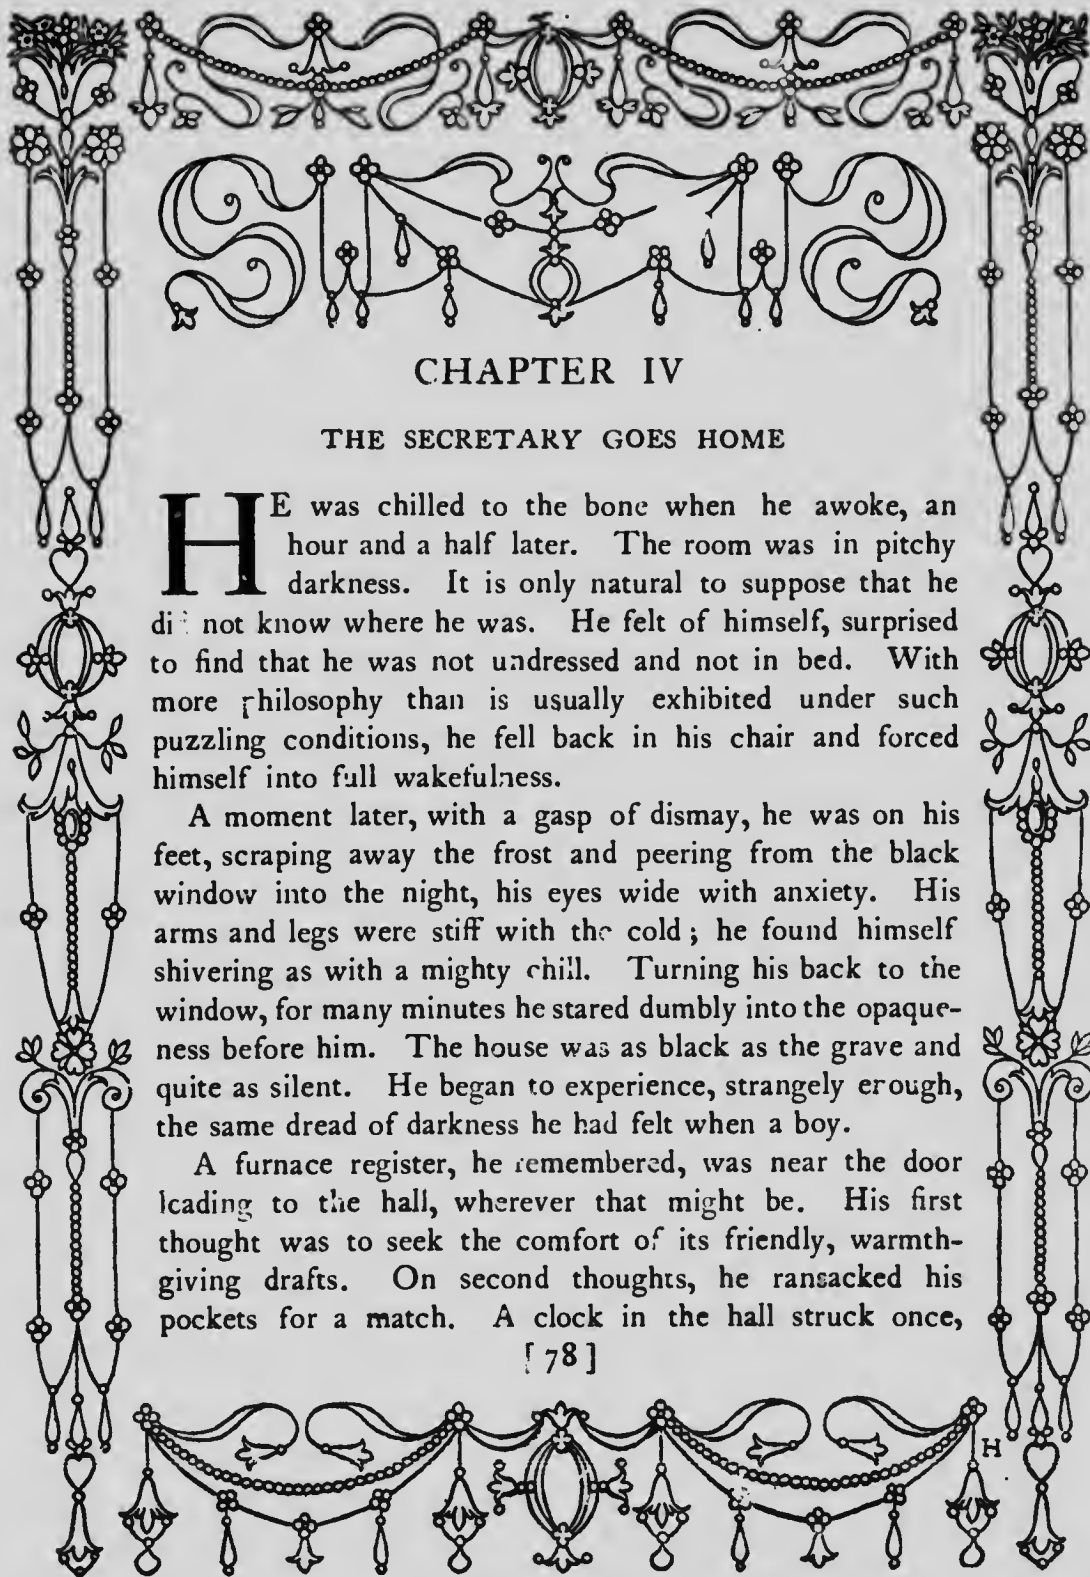 CHAPTER IV
THE SECRETARY GOES HOME
HE was chilled to the bone when he awoke, an
hour and a half later. The room was in pitchy
darkness. It is only natural to suppose that he
did not know where he was. He felt of himself, surprised
to find that he was not undressed and not in bed. With
more philosophy than is usually exhibited under such
puzzling conditions, he fell back in his chair and forced
himself into full wakefulness.
A moment later, with a gasp of dismay, he was on his
feet, scraping away the frost and peering from the black
window into the night, his eyes wide with anxiety. His
arms and legs were stiff with the cold; he found himself
shivering as with a mighty chill. Turning his back to the
window, for many minutes he stared dumbly into the opaque-
ness before him. The house was as black as the grave and
quite as silent. He began to experience, strangely enough,
the same dread of darkness he had felt when a boy.
A furnace register, he remembered, was near the door
leading to the hall, wherever that might be. His first
thought was to seek the comfort of its friendly, warmth-
giving drafts. On second thoughts, he ransacked his
pockets for a match. A clock in the hall struck once,
[78]
H